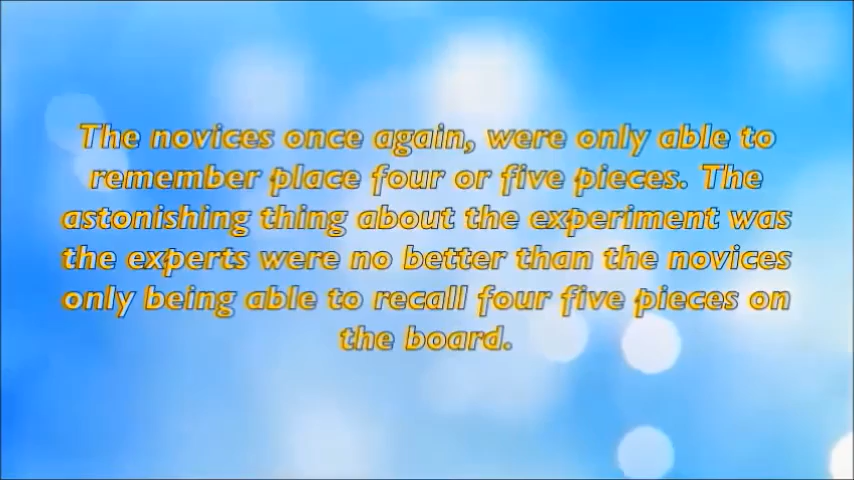 The novices once again, were only able to
remember place four or five pieces. The
astonishing thing about the experiment was
the experts were no better than the novices
only being able to recall four five pieces on
the board.